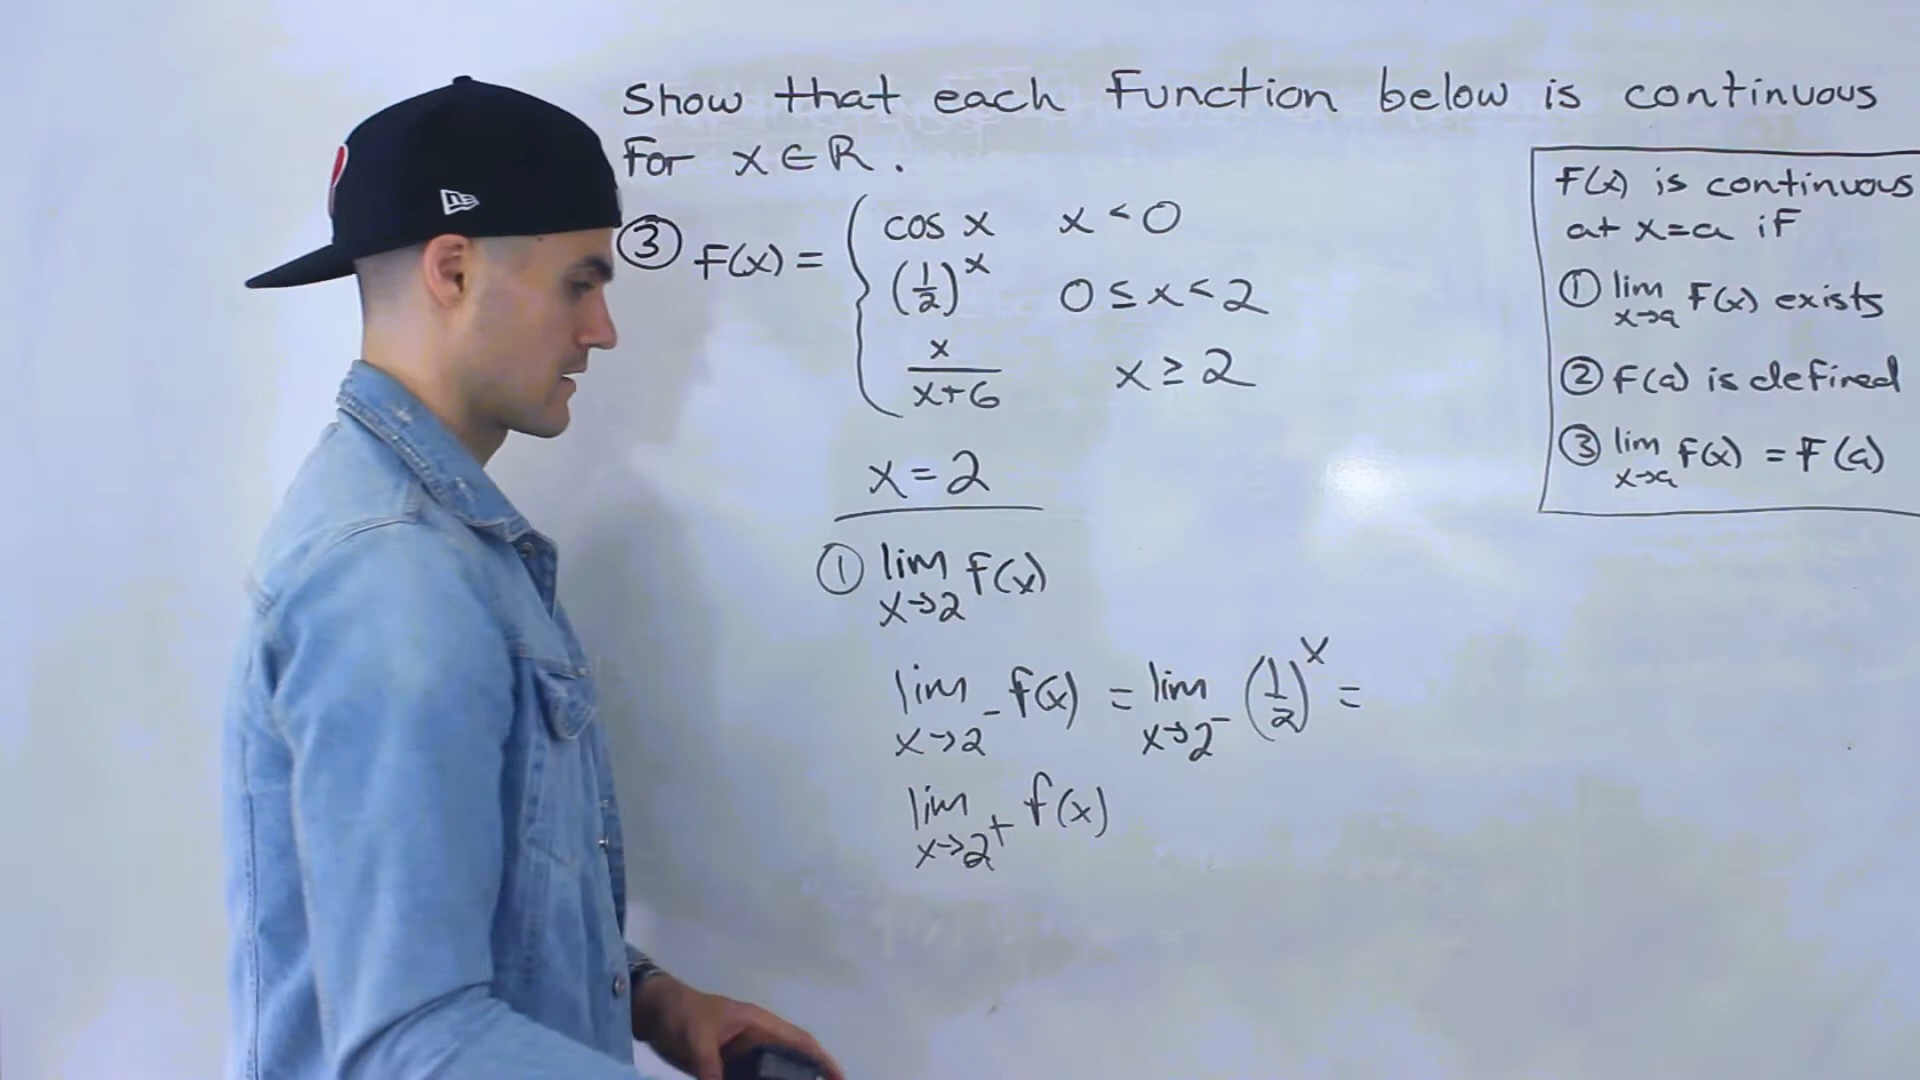 Show that each function below is continuous
for x ∈ R.
③ f(x) = { cos x   x < 0
(1/2)^x   0 ≤ x < 2
x/(x+6)   x ≥ 2
f(x) is continuous
at x=a if
① lim x→a f(x) exists
② f(a) is defined
③ lim x→a f(x) = f(a)
x = 2
① lim x→2 f(x)
lim x→2⁻ f(x) = lim x→2⁻ (1/2)^x =
lim x→2⁺ f(x)